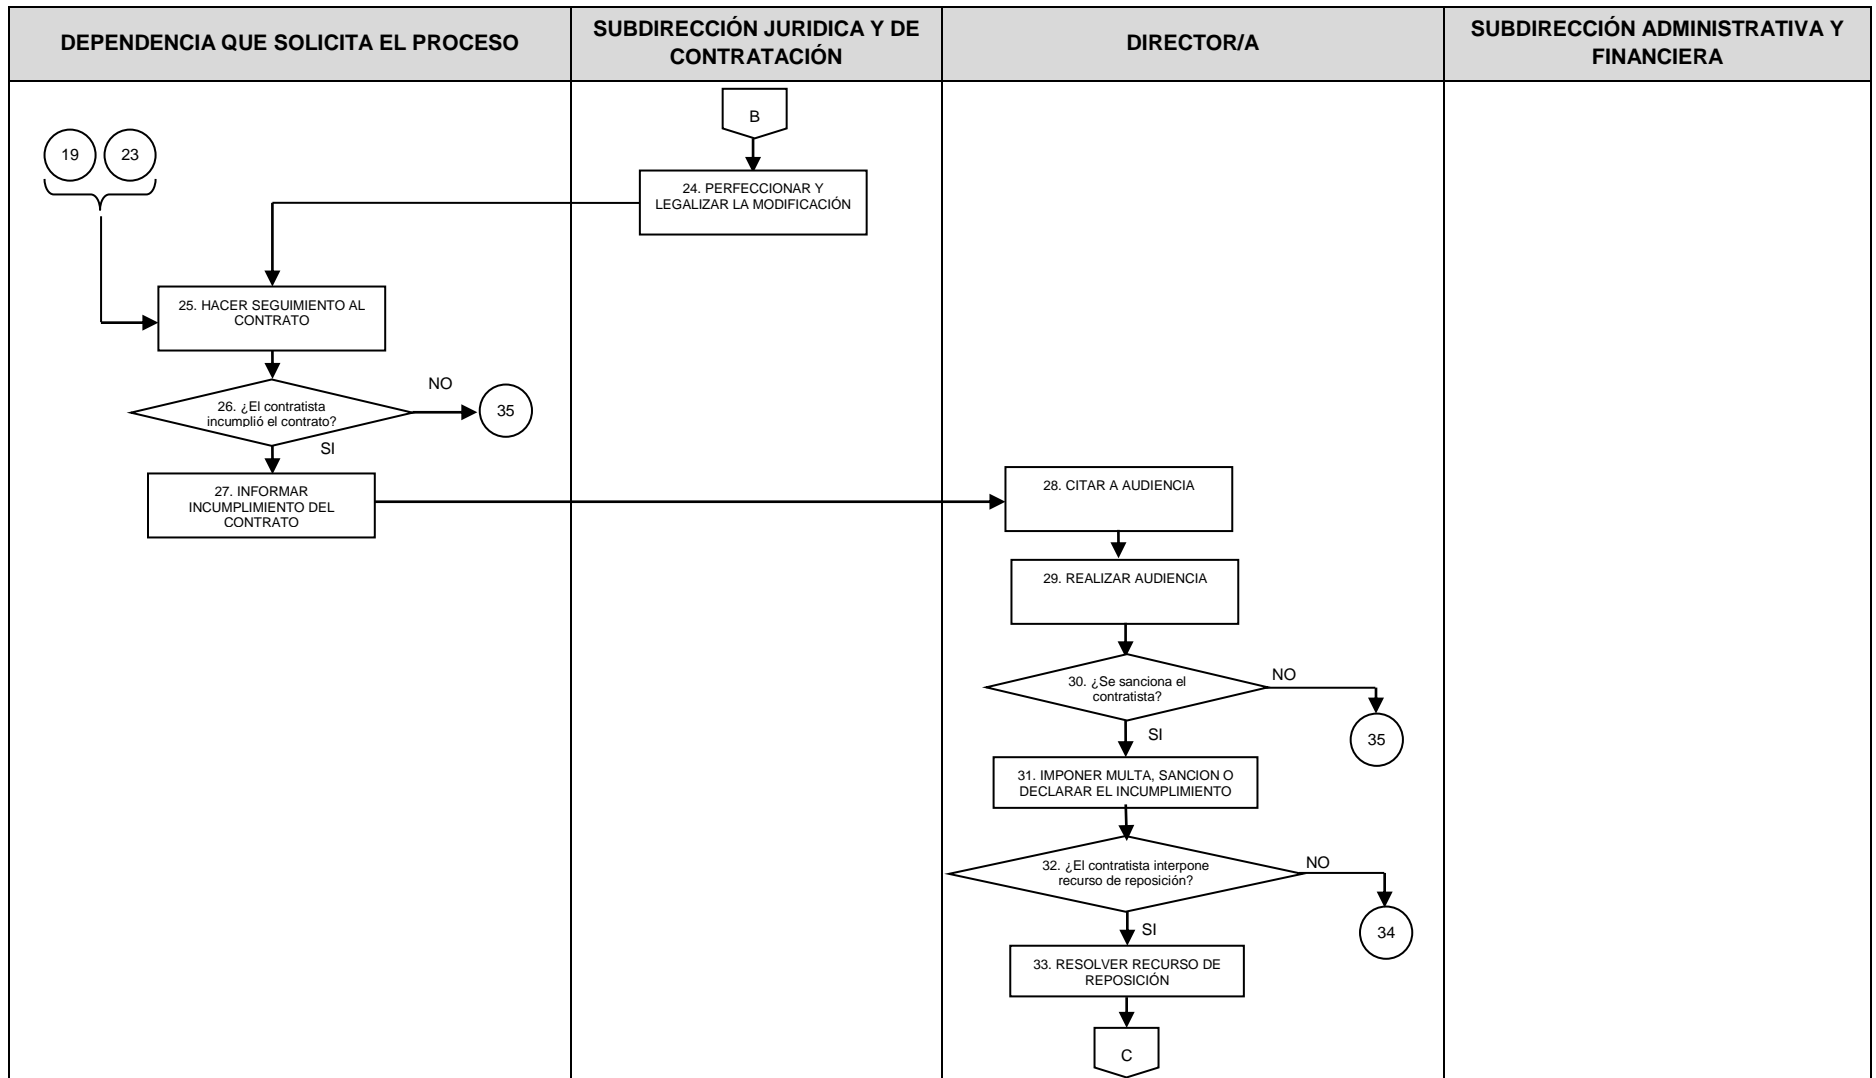 DEPENDENCIA QUE SOLICITA EL PROCESO
SUBDIRECCIÓN JURIDICA Y DE
CONTRATACIÓN
DIRECTOR/A
SUBDIRECCIÓN ADMINISTRATIVA Y
FINANCIERA
B
19
23
24. PERFECCIONAR Y
LEGALIZAR LA MODIFICACIÓN
25. HACER SEGUIMIENTO AL
CONTRATO
26. ¿El contratista
incumplió el contrato?
NO
35
SI
27. INFORMAR
INCUMPLIMIENTO DEL
CONTRATO
28. CITAR A AUDIENCIA
29. REALIZAR AUDIENCIA
30. ¿Se sanciona el
contratista?
NO
35
SI
31. IMPONER MULTA, SANCION O
DECLARAR EL INCUMPLIMIENTO
32. ¿El contratista interpone
recurso de reposición?
NO
34
SI
33. RESOLVER RECURSO DE
REPOSICIÓN
C